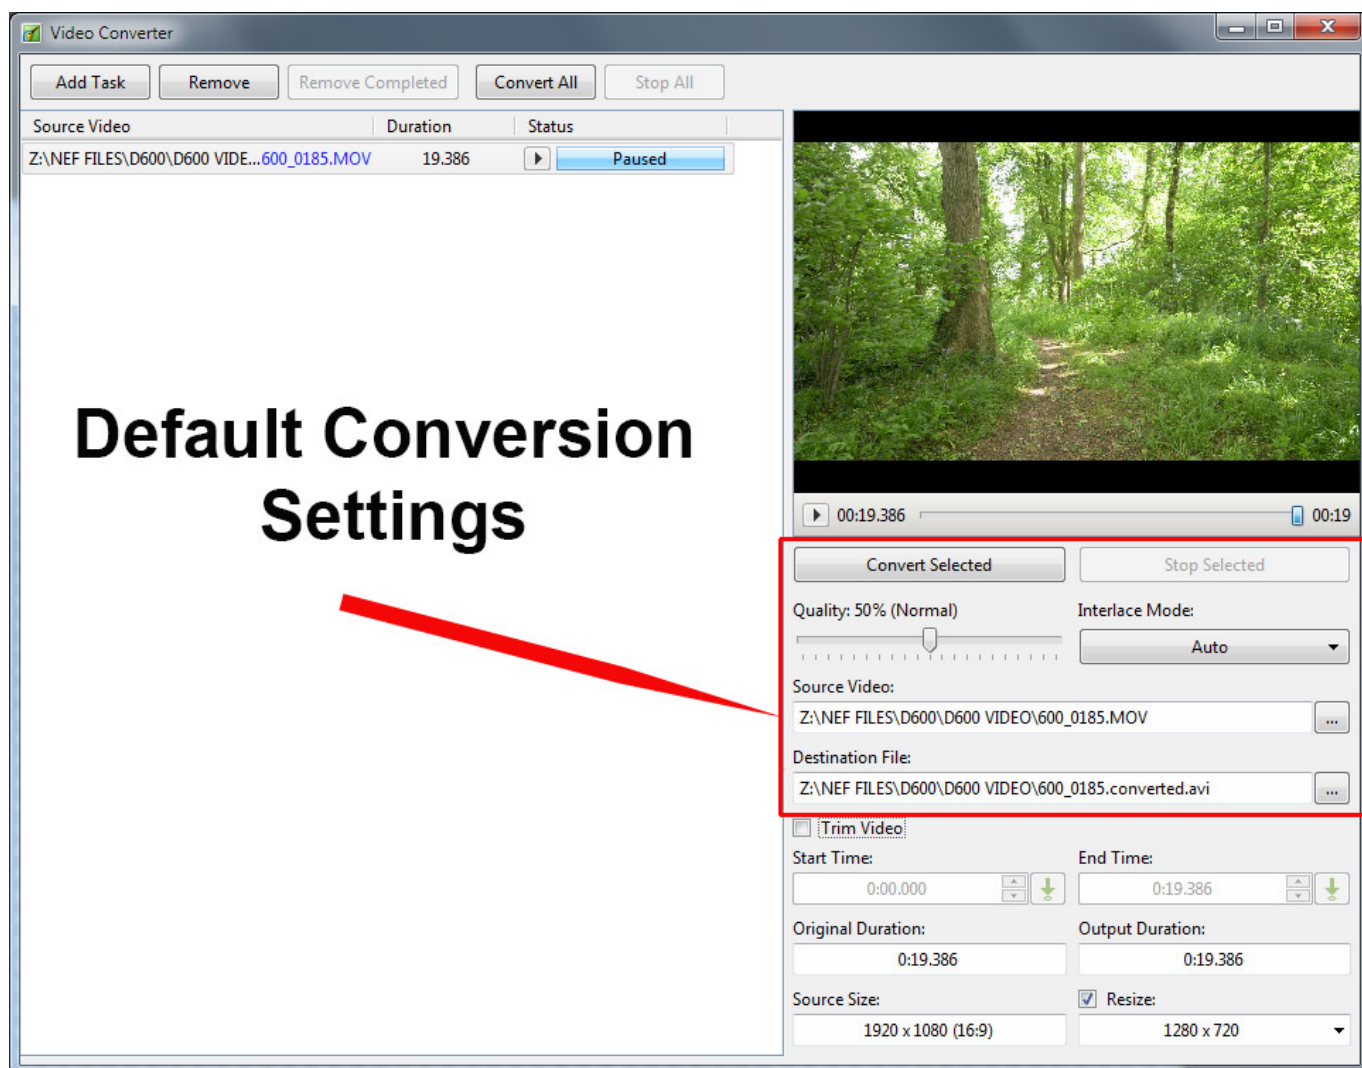 Video Converter
Add Task Remove Remove Completed Convert All Stop All
Source Video Duration Status
Z:\NEF FILES\D600\D600 VIDE...600_0185.MOV 19.386 Paused
Default Conversion
Settings
00:19.386 00:19
Convert Selected Stop Selected
Quality: 50% (Normal) Interlace Mode:
Auto
Source Video:
Z:\NEF FILES\D600\D600 VIDEO\600_0185.MOV ...
Destination File:
Z:\NEF FILES\D600\D600 VIDEO\600_0185.converted.avi ...
Trim Video
Start Time: End Time:
0:00.000 0:19.386
Original Duration: Output Duration:
0:19.386 0:19.386
Source Size: Resize:
1920 x 1080 (16:9) 1280 x 720